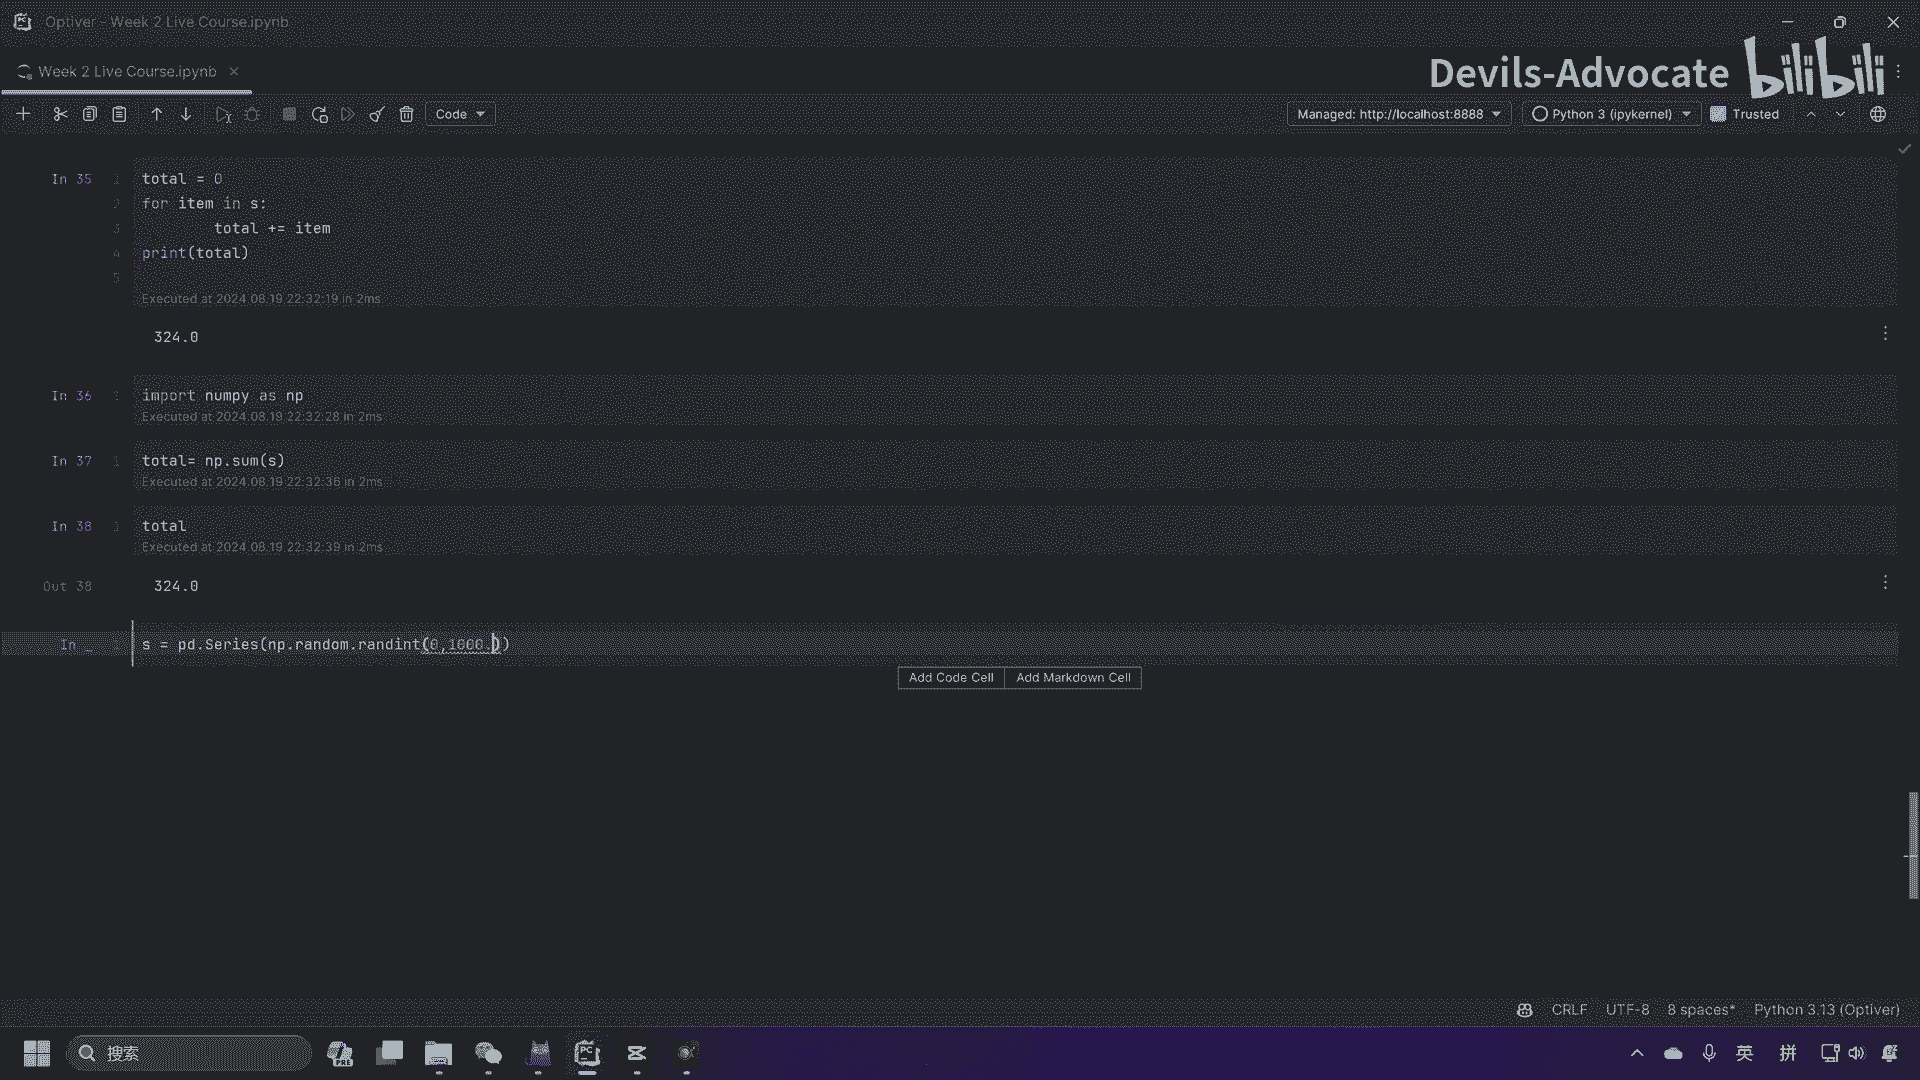 Optiver - Week 2 Live Course.ipynb
Week 2 Live Course.ipynb
Devils-Advocate bilibili
Code
Managed: http://localhost:8888
Python 3 (ipykernel)
Trusted
In 35
1 total = 0
2 for item in s:
3 total += item
4 print(total)
5
Executed at 2024.08.19 22:32:19 in 2ms
324.0
In 36
1 import numpy as np
Executed at 2024.08.19 22:32:28 in 2ms
In 37
1 total= np.sum(s)
Executed at 2024.08.19 22:32:36 in 2ms
In 38
1 total
Executed at 2024.08.19 22:32:39 in 2ms
Out 38
324.0
In _
s = pd.Series(np.random.randint(0,1000,))
Add Code Cell
Add Markdown Cell
CRLF UTF-8 8 spaces* Python 3.13 (Optiver)
搜索
PRE
英
拼